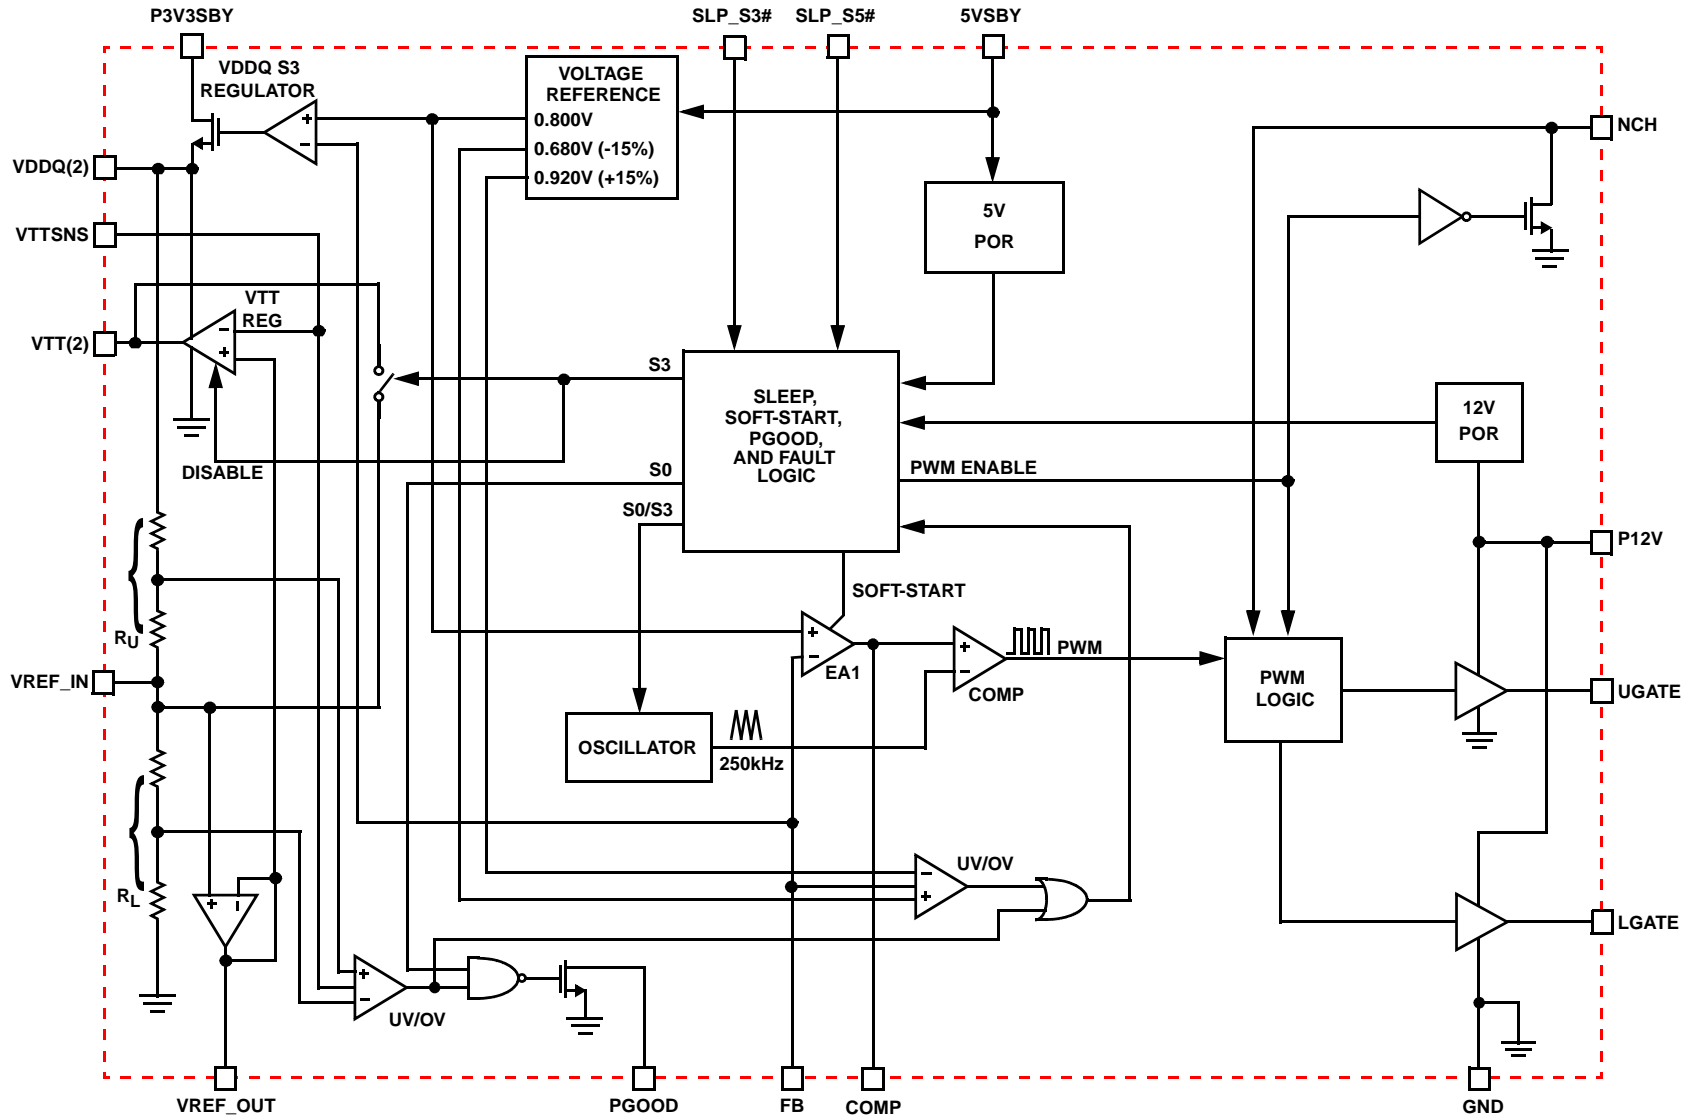 P3V3SBY
SLP_S3#
SLP_S5#
5VSBY
VDDQ S3
REGULATOR
VOLTAGE
REFERENCE
0.800V
0.680V (-15%)
0.920V (+15%)
+
−
NCH
VDDQ(2)
5V
POR
VTTSNS
VTT
REG
−
+
VTT(2)
DISABLE
S3
S0
S0/S3
SLEEP,
SOFT-START,
PGOOD,
AND FAULT
LOGIC
12V
POR
PWM ENABLE
P12V
SOFT-START
RU
VREF_IN
+
−
EA1
+
−
COMP
PWM
PWM
LOGIC
UGATE
OSCILLATOR
250kHz
RL
+
−
UV/OV
−
+
LGATE
+
−
UV/OV
VREF_OUT
PGOOD
FB
COMP
GND